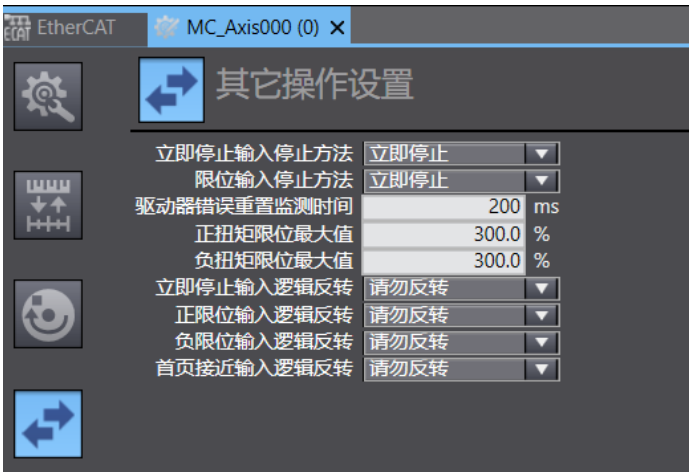 ECAT EtherCAT MC_Axis000 (0) X
其它操作设置
立即停止输入停止方法 立即停止
限位输入停止方法 立即停止
驱动器错误重置监测时间 200 ms
正扭矩限位最大值 300.0 %
负扭矩限位最大值 300.0 %
立即停止输入逻辑反转 请勿反转
正限位输入逻辑反转 请勿反转
负限位输入逻辑反转 请勿反转
首页接近输入逻辑反转 请勿反转